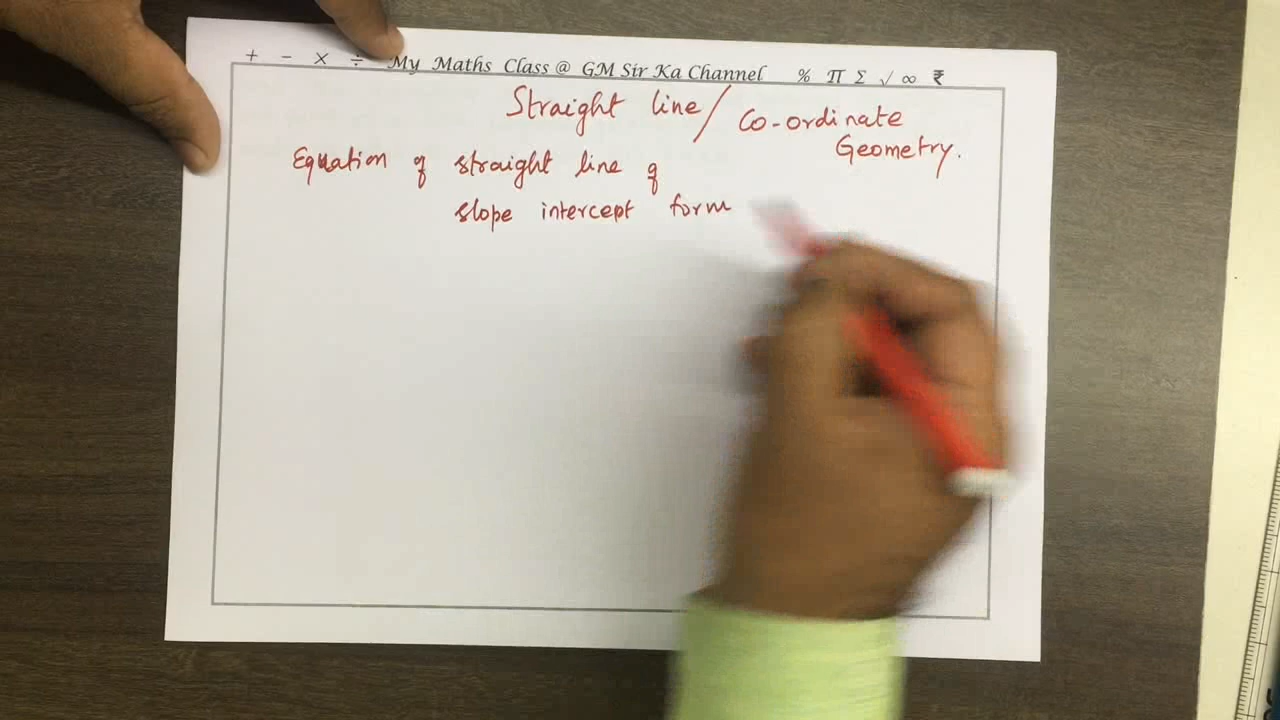 + - × ÷ My Maths Class @ GM Sir Ka Channel % Π Σ √ ∞ ₹
Straight line/ Co-ordinate
Geometry.
Equation of straight line of
slope intercept form